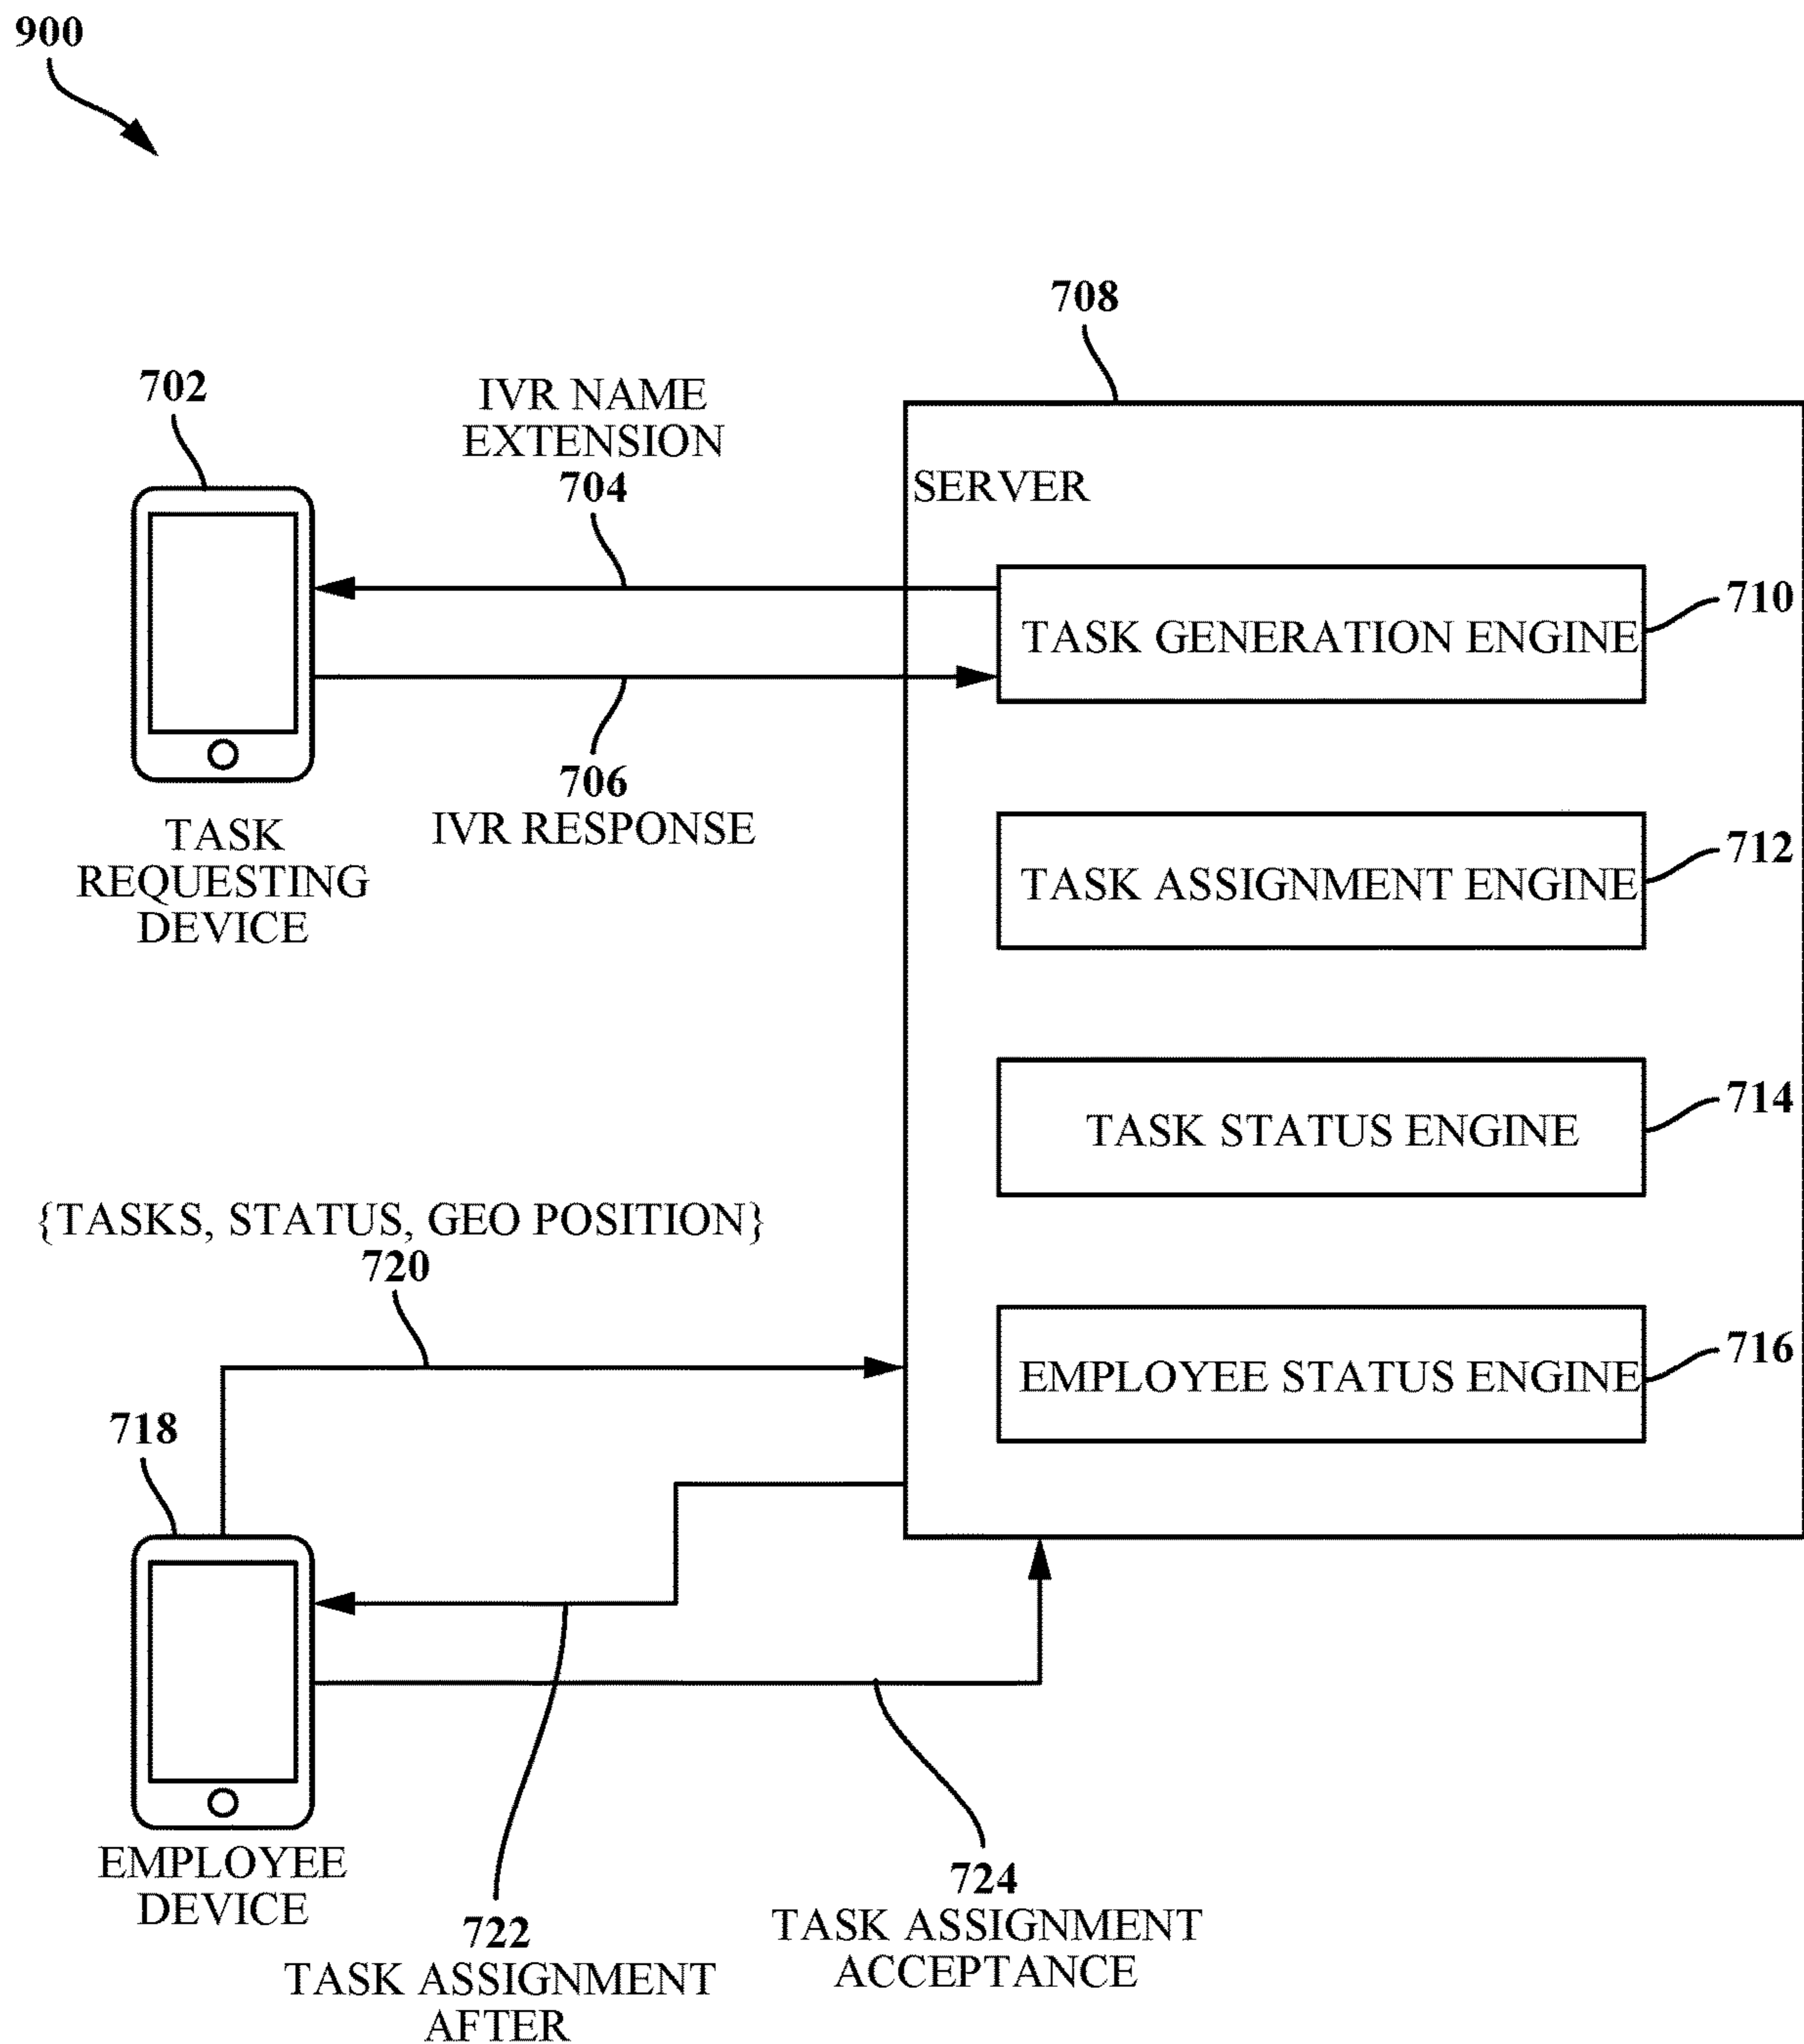 900
708
702
IVR NAME
EXTENSION
704
SERVER
710
TASK GENERATION ENGINE
706
IVR RESPONSE
TASK
REQUESTING
DEVICE
712
TASK ASSIGNMENT ENGINE
714
TASK STATUS ENGINE
{TASKS, STATUS, GEO POSITION}
720
716
EMPLOYEE STATUS ENGINE
718
EMPLOYEE
DEVICE
722
TASK ASSIGNMENT
AFTER
724
TASK ASSIGNMENT
ACCEPTANCE